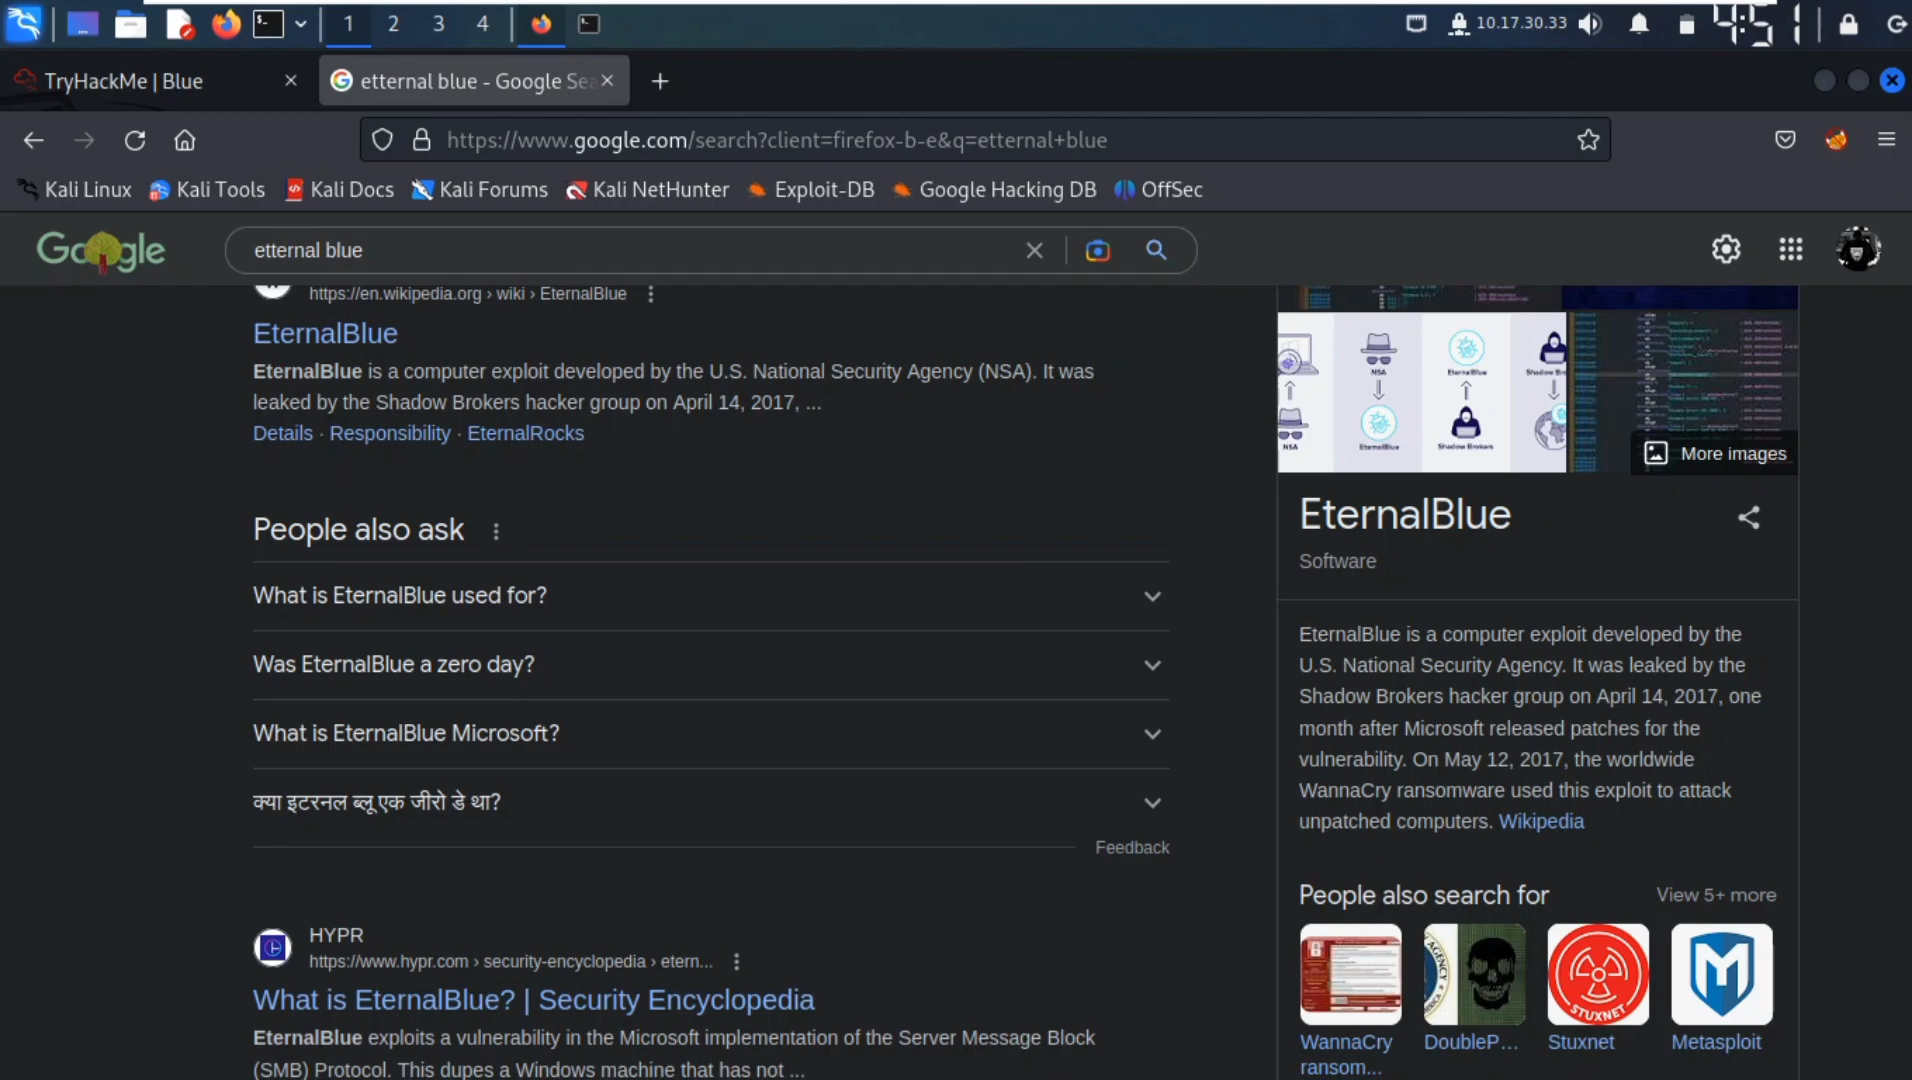 1 2 3 4
10.17.30.33
4:51
TryHackMe | Blue
etternal blue - Google Sea
https://www.google.com/search?client=firefox-b-e&q=etternal+blue
Kali Linux Kali Tools Kali Docs Kali Forums Kali NetHunter Exploit-DB Google Hacking DB OffSec
Google
etternal blue
https://en.wikipedia.org › wiki › EternalBlue
EternalBlue
EternalBlue is a computer exploit developed by the U.S. National Security Agency (NSA). It was
leaked by the Shadow Brokers hacker group on April 14, 2017, ...
Details · Responsibility · EternalRocks
People also ask
What is EternalBlue used for?
Was EternalBlue a zero day?
What is EternalBlue Microsoft?
क्या इटरनल ब्लू एक जीरो डे था?
Feedback
HYPR
https://www.hypr.com › security-encyclopedia › etern...
What is EternalBlue? | Security Encyclopedia
EternalBlue exploits a vulnerability in the Microsoft implementation of the Server Message Block
(SMB) Protocol. This dupes a Windows machine that has not ...
NSA
EternalBlue
Shadow Bro
NSA
EternalBlue
Shadow Brokers
More images
EternalBlue
Software
EternalBlue is a computer exploit developed by the
U.S. National Security Agency. It was leaked by the
Shadow Brokers hacker group on April 14, 2017, one
month after Microsoft released patches for the
vulnerability. On May 12, 2017, the worldwide
WannaCry ransomware used this exploit to attack
unpatched computers. Wikipedia
People also search for
View 5+ more
STUXNET
WannaCry
ransom...
DoubleP...
Stuxnet
Metasploit